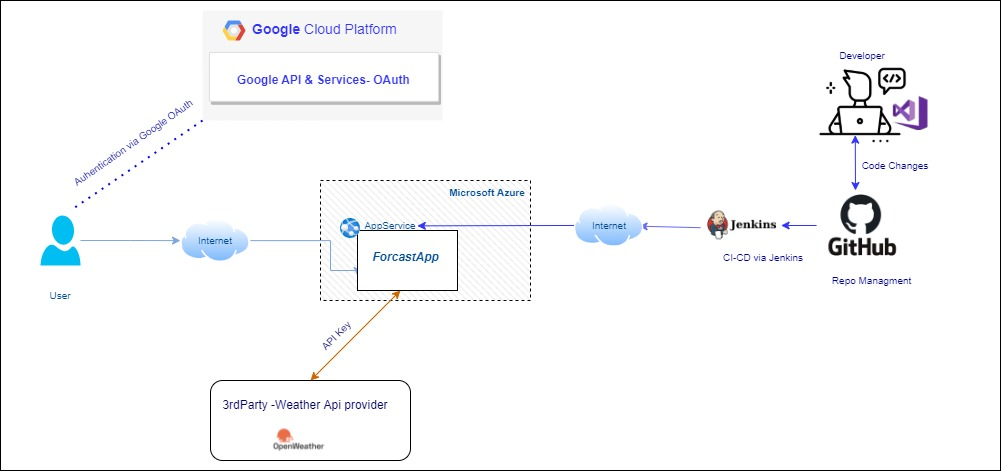 Google Cloud Platform
Google API & Services- OAuth
Developer
</>
Auhentication via Google OAuth
Code Changes
Microsoft Azure
AppService
Internet
ForcastApp
Internet
Jenkins
GitHub
CI-CD via Jenkins
Repo Managment
User
API Key
3rdParty -Weather Api provider
OpenWeather